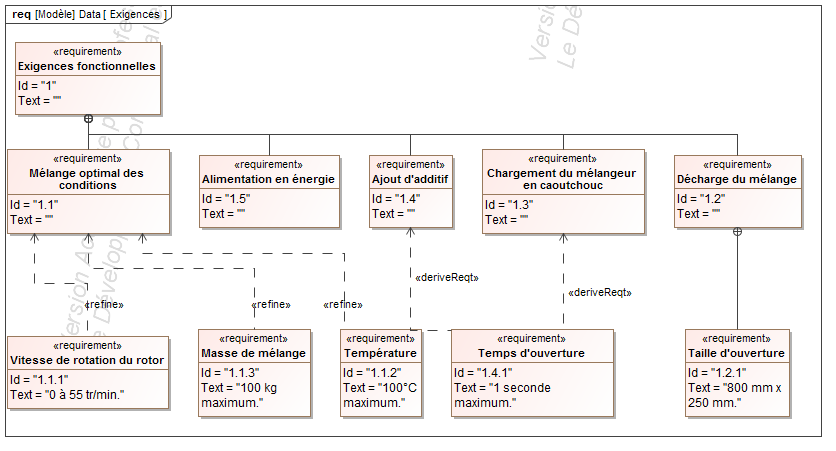 req [Modèle] Data [ Exigences ]
«requirement»
Exigences fonctionnelles
Id = "1"
Text = ""
«requirement»
Mélange optimal des
conditions
Id = "1.1"
Text = ""
«requirement»
Alimentation en énergie
Id = "1.5"
Text = ""
«requirement»
Ajout d'additif
Id = "1.4"
Text = ""
«requirement»
Chargement du mélangeur
en caoutchouc
Id = "1.3"
Text = ""
«requirement»
Décharge du mélange
Id = "1.2"
Text = ""
«deriveReqt»
«deriveReqt»
«refine»
«refine»
«refine»
«requirement»
Vitesse de rotation du rotor
Id = "1.1.1"
Text = "0 à 55 tr/min."
«requirement»
Masse de mélange
Id = "1.1.3"
Text = "100 kg
maximum."
«requirement»
Température
Id = "1.1.2"
Text = "100°C
maximum."
«requirement»
Temps d'ouverture
Id = "1.4.1"
Text = "1 seconde
maximum."
«requirement»
Taille d'ouverture
Id = "1.2.1"
Text = "800 mm x
250 mm."
Version
Le Dé